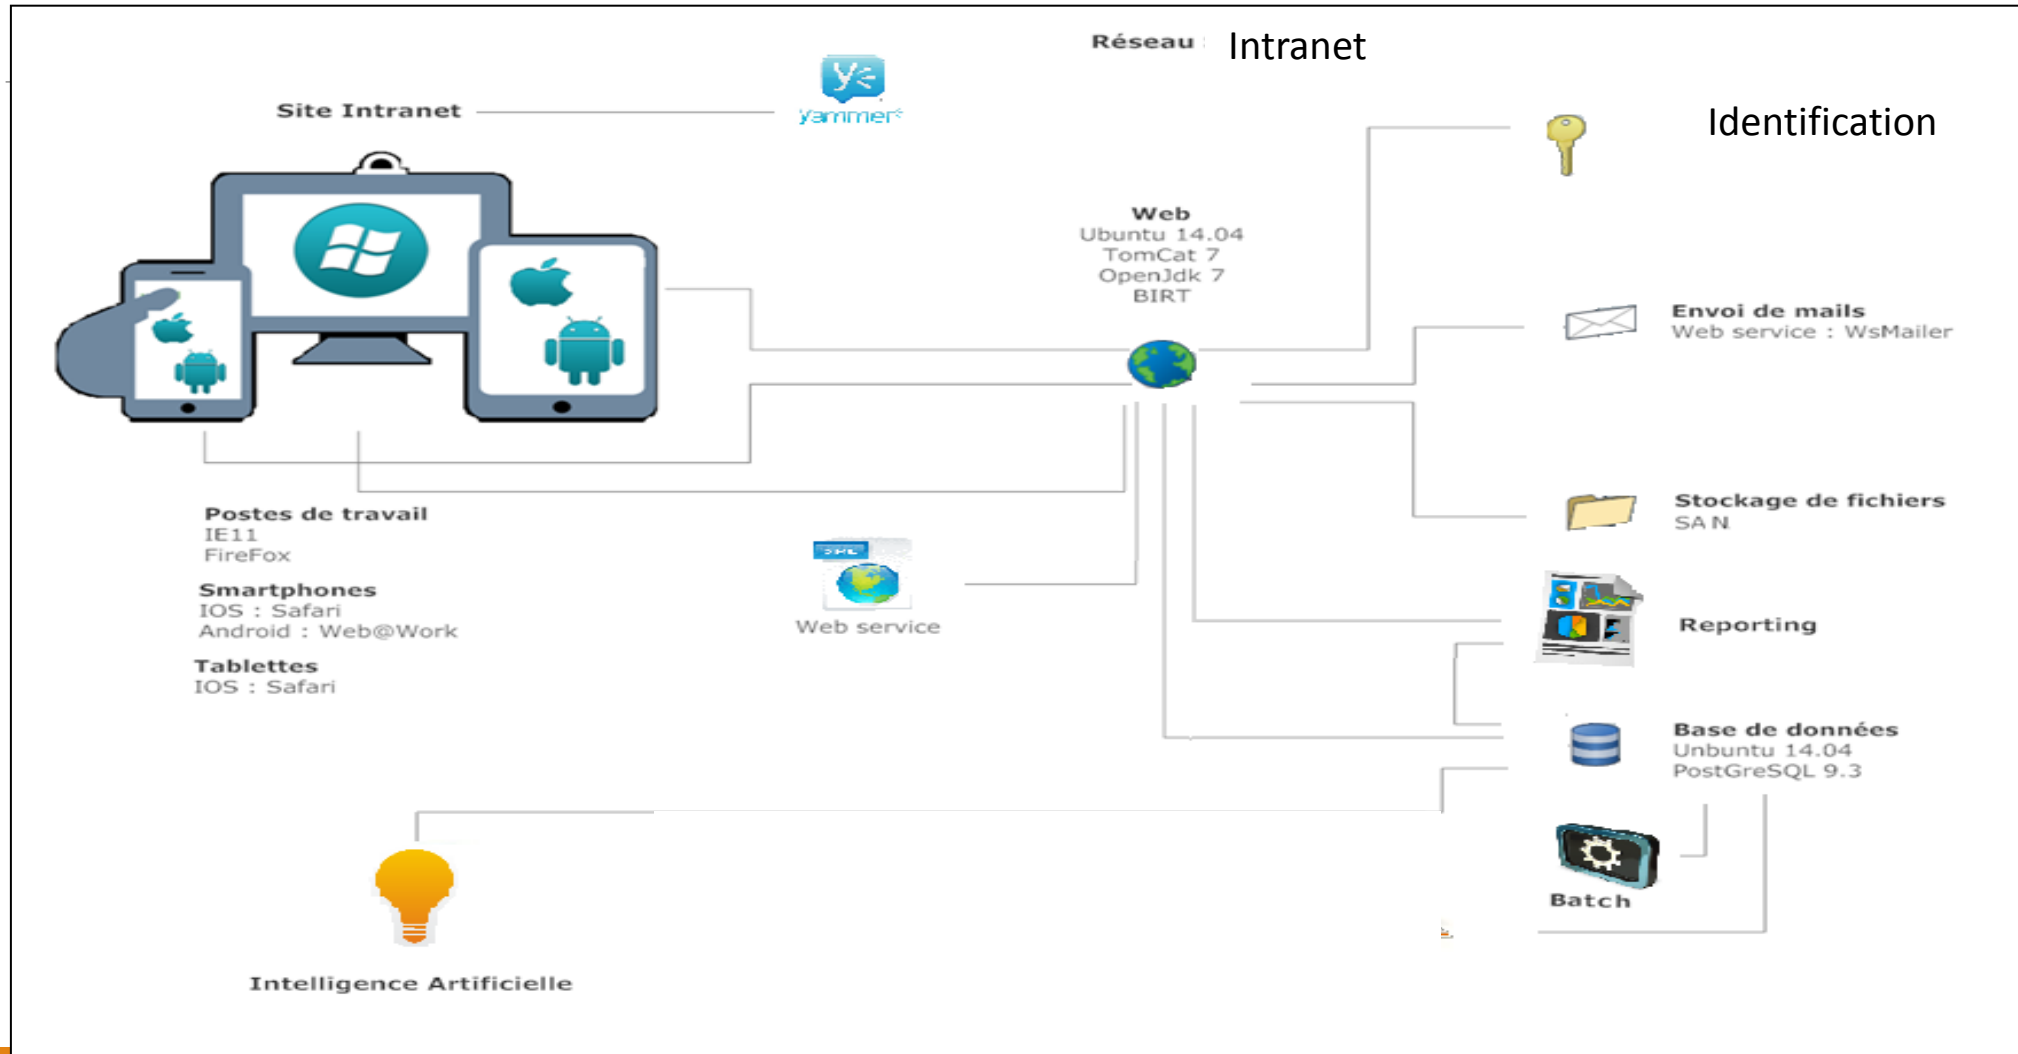 Réseau : Intranet
yammer
Site Intranet
Identification
Web
Ubuntu 14.04
TomCat 7
OpenJdk 7
BIRT
Envoi de mails
Web service : WsMailer
Stockage de fichiers
SAN
Postes de travail
IE11
FireFox
Smartphones
IOS : Safari
Android : Web@Work
Tablettes
IOS : Safari
Web service
Reporting
Base de données
Unbuntu 14.04
PostGreSQL 9.3
Batch
Intelligence Artificielle